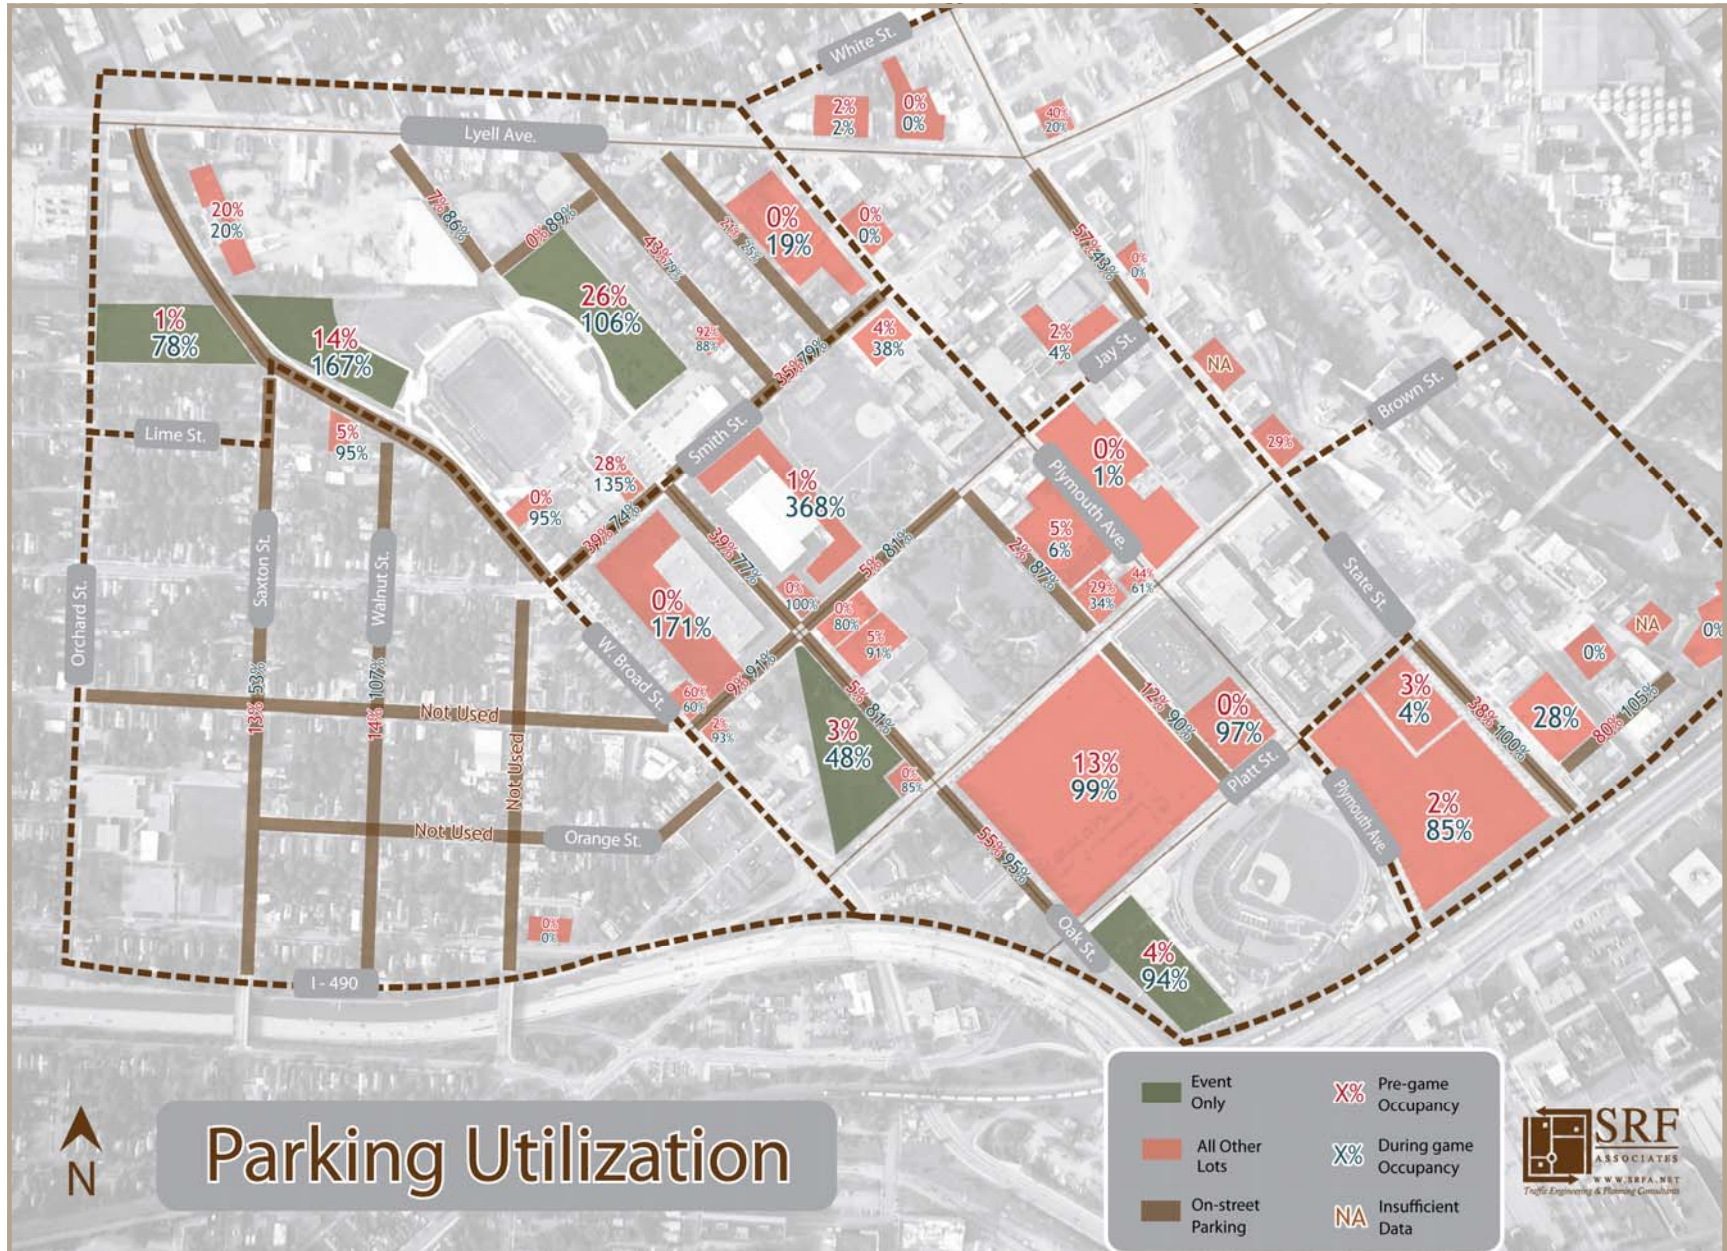 White St.
Lyell Ave.
2%
2%
0%
0%
40%
20%
20%
20%
7% 86%
0% 89%
43% 79%
25%
0%
19%
0%
0%
57% 43%
0%
0%
1%
78%
14%
167%
26%
106%
92%
88%
35% 79%
4%
38%
2%
4%
Jay St.
NA
Brown St.
Lime St.
5%
95%
Smith St.
28%
135%
0%
95%
39% 74%
1%
368%
0%
1%
29%
Plymouth Ave.
5%
6%
44%
61%
29%
34%
State St.
Orchard St.
Saxton St.
Walnut St.
0%
171%
39% 77%
0%
100%
5% 81%
2% 87%
0%
80%
5%
91%
W. Broad St.
60%
60%
2%
93%
9% 91%
13% 53%
14% 107%
Not Used
Not Used
Not Used
Orange St.
3%
48%
5% 81%
0%
85%
13%
99%
12% 90%
0%
97%
Platt St.
3%
4%
38% 100%
28%
80% 105%
0%
NA
0%
2%
85%
Plymouth Ave.
55% 95%
Oak St.
4%
94%
0%
0%
I - 490
N
Parking Utilization
Event
Only
All Other
Lots
On-street
Parking
X% Pre-game
Occupancy
X% During game
Occupancy
NA Insufficient
Data
SRF
ASSOCIATES
WWW.SRFA.NET
Traffic Engineering & Planning Consultants